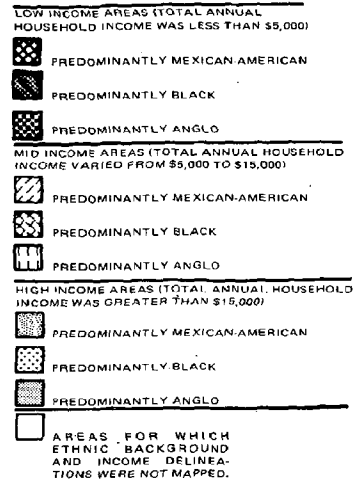 LOW INCOME AREAS (TOTAL ANNUAL
HOUSEHOLD INCOME WAS LESS THAN $5,000)
PREDOMINANTLY MEXICAN-AMERICAN
PREDOMINANTLY BLACK
PREDOMINANTLY ANGLO
MID INCOME AREAS (TOTAL ANNUAL HOUSEHOLD
INCOME VARIED FROM $5,000 TO $15,000)
PREDOMINANTLY MEXICAN-AMERICAN
PREDOMINANTLY BLACK
PREDOMINANTLY ANGLO
HIGH INCOME AREAS (TOTAL ANNUAL HOUSEHOLD
INCOME WAS GREATER THAN $15,000)
PREDOMINANTLY MEXICAN-AMERICAN
PREDOMINANTLY BLACK
PREDOMINANTLY ANGLO
AREAS FOR WHICH
ETHNIC BACKGROUND
AND INCOME DELINEA-
TIONS WERE NOT MAPPED.